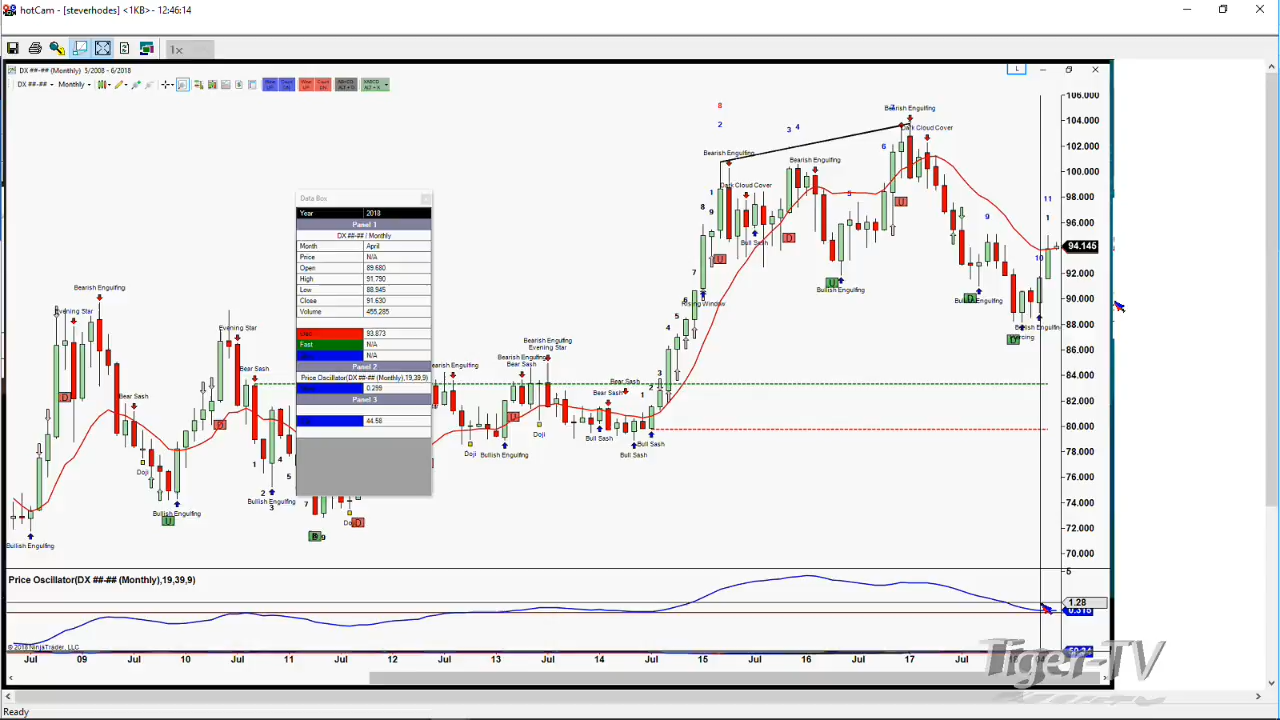 hotCam - [steverhodes] <1KB> - 12:46:14
1x
DX ##-## (Monthly) 3/2008 - 6/2018
L
DX ##-## Monthly
106.000
104.000
102.000
100.000
98.000
96.000
94.145
92.000
90.000
88.000
86.000
84.000
82.000
80.000
78.000
76.000
74.000
72.000
70.000
Data Box
Year 2018
Panel 1
DX ##-## / Monthly
Month April
Price N/A
Open 89.680
High 91.790
Low 88.945
Close 91.630
Volume 455,285
93.873
Fast N/A
N/A
Panel 2
Price Oscillator(DX ##-## (Monthly),19,39,9)
0.299
Panel 3
44.58
Bearish Engulfing
Evening Star
Bear Sash
Doji
Bullish Engulfing
Bullish Engulfing
Evening Star
Bear Sash
Bullish Engulfing
Bearish Engulfing
Evening Star
Bearish Engulfing
Bear Sash
Doji
Bullish Engulfing
Doji
Bear Sash
Bull Sash
Bull Sash
Bull Sash
Rising Window
Bearish Engulfing
Dark Cloud Cover
Bull Sash
Bearish Engulfing
Bullish Engulfing
Bearish Engulfing
Dark Cloud Cover
Price Oscillator(DX ##-## (Monthly),19,39,9)
5
1.28
0.318
© 2018 NinjaTrader, LLC
Jul 09 Jul 10 Jul 11 Jul 12 Jul 13 Jul 14 Jul 15 Jul 16 Jul 17 Jul 18
Tiger-TV
Ready